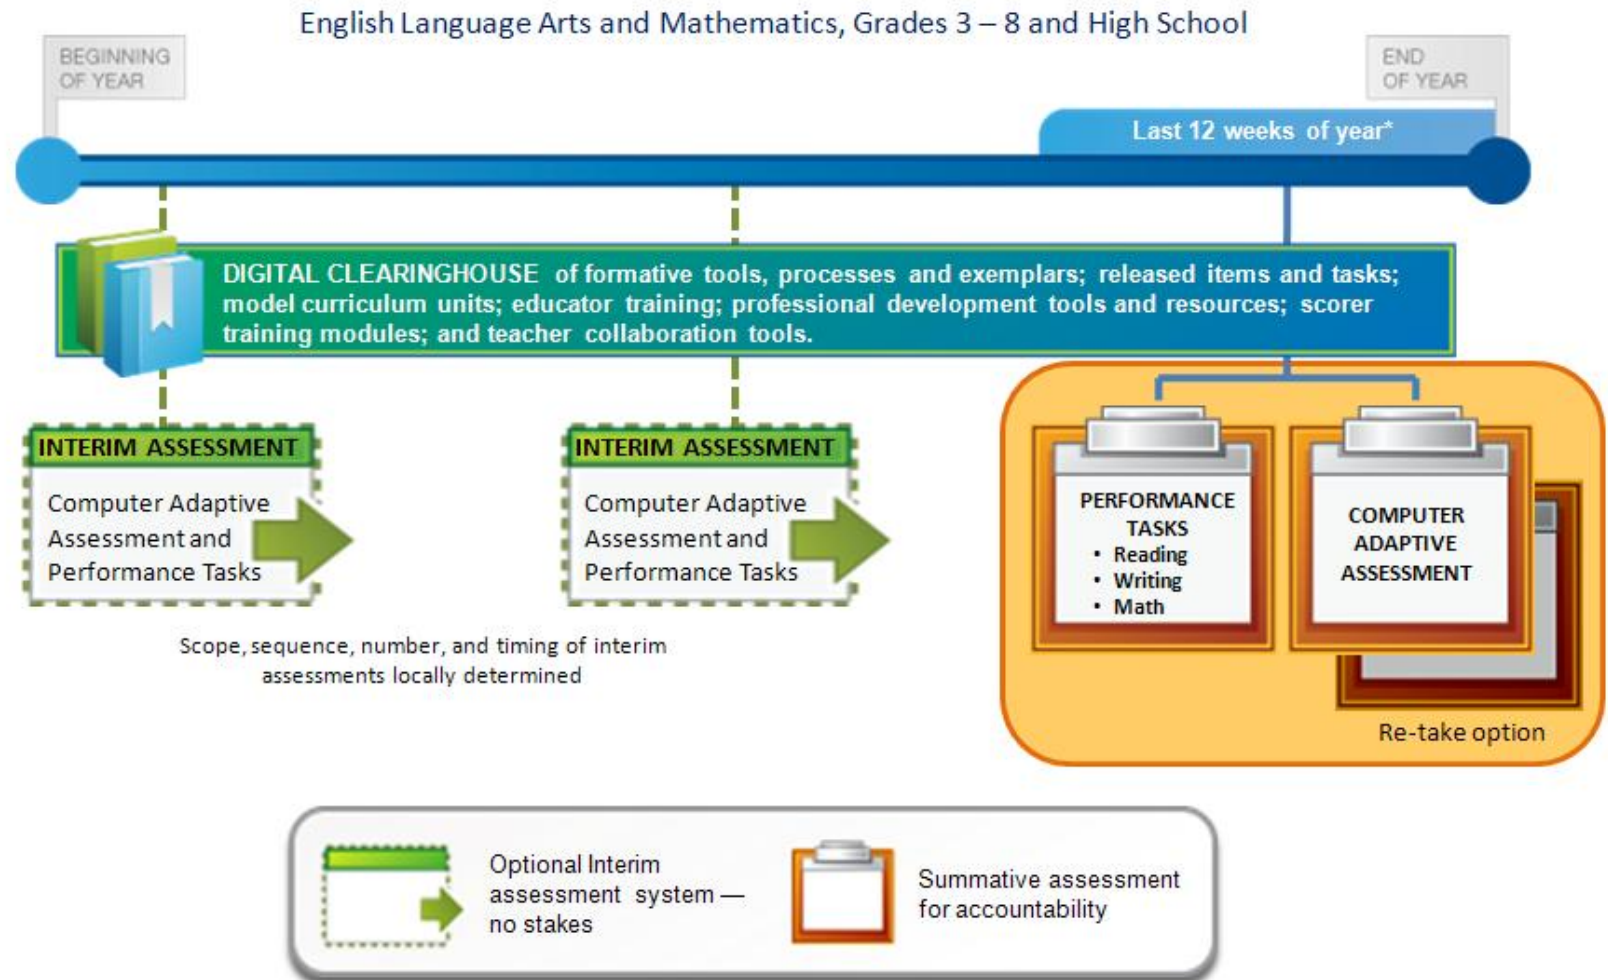 English Language Arts and Mathematics, Grades 3 – 8 and High School
BEGINNING
OF YEAR
END
OF YEAR
Last 12 weeks of year*
DIGITAL CLEARINGHOUSE of formative tools, processes and exemplars; released items and tasks;
model curriculum units; educator training; professional development tools and resources; scorer
training modules; and teacher collaboration tools.
INTERIM ASSESSMENT
Computer Adaptive
Assessment and
Performance Tasks
INTERIM ASSESSMENT
Computer Adaptive
Assessment and
Performance Tasks
PERFORMANCE
TASKS
• Reading
• Writing
• Math
COMPUTER
ADAPTIVE
ASSESSMENT
Re-take option
Scope, sequence, number, and timing of interim
assessments locally determined
Optional Interim
assessment system —
no stakes
Summative assessment
for accountability